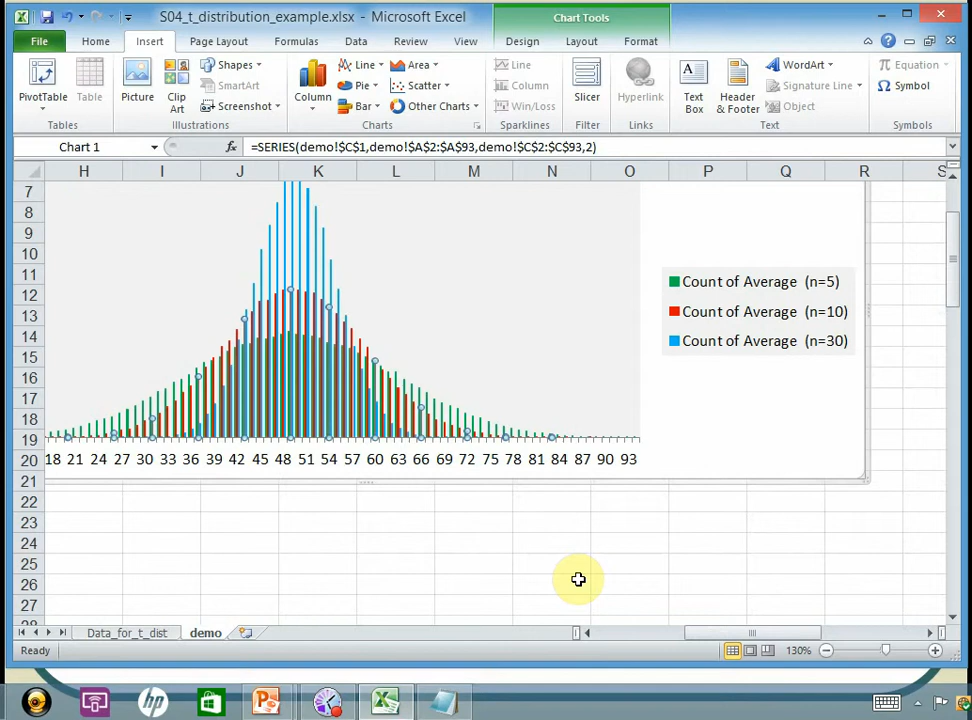 S04_t_distribution_example.xlsx - Microsoft Excel
Chart Tools
File Home Insert Page Layout Formulas Data Review View Design Layout Format
Shapes Line Area Line WordArt Equation
SmartArt Pie Scatter Column Signature Line Symbol
Screenshot Bar Other Charts Win/Loss Object
PivotTable Table Picture Clip Art Column Slicer Hyperlink Text Box Header & Footer
Tables Illustrations Charts Sparklines Filter Links Text Symbols
Chart 1 fx =SERIES(demo!$C$1,demo!$A$2:$A$93,demo!$C$2:$C$93,2)
H I J K L M N O P Q R S
7
8
9
10
11
Count of Average (n=5)
12
Count of Average (n=10)
13
14
Count of Average (n=30)
15
16
17
18
19
20
18 21 24 27 30 33 36 39 42 45 48 51 54 57 60 63 66 69 72 75 78 81 84 87 90 93
21
22
23
24
25
26
27
Data_for_t_dist demo
Ready 130%
hp